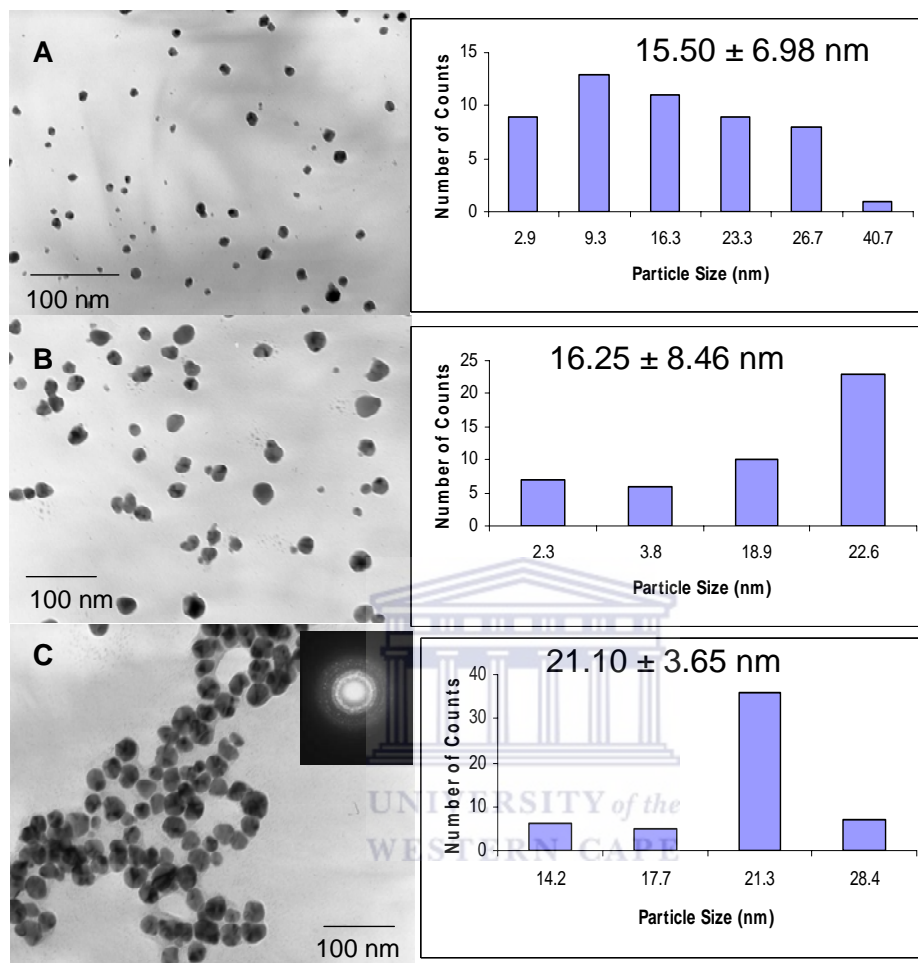 A
100 nm
15.50 ± 6.98 nm
Number of Counts
15
10
5
0
2.9 9.3 16.3 23.3 26.7 40.7
Particle Size (nm)
B
100 nm
16.25 ± 8.46 nm
Number of Counts
25
20
15
10
5
0
2.3 3.8 18.9 22.6
Particle Size (nm)
C
100 nm
21.10 ± 3.65 nm
Number of Counts
40
30
20
10
0
14.2 17.7 21.3 28.4
Particle Size (nm)
UNIVERSITY of the
WESTERN CAPE